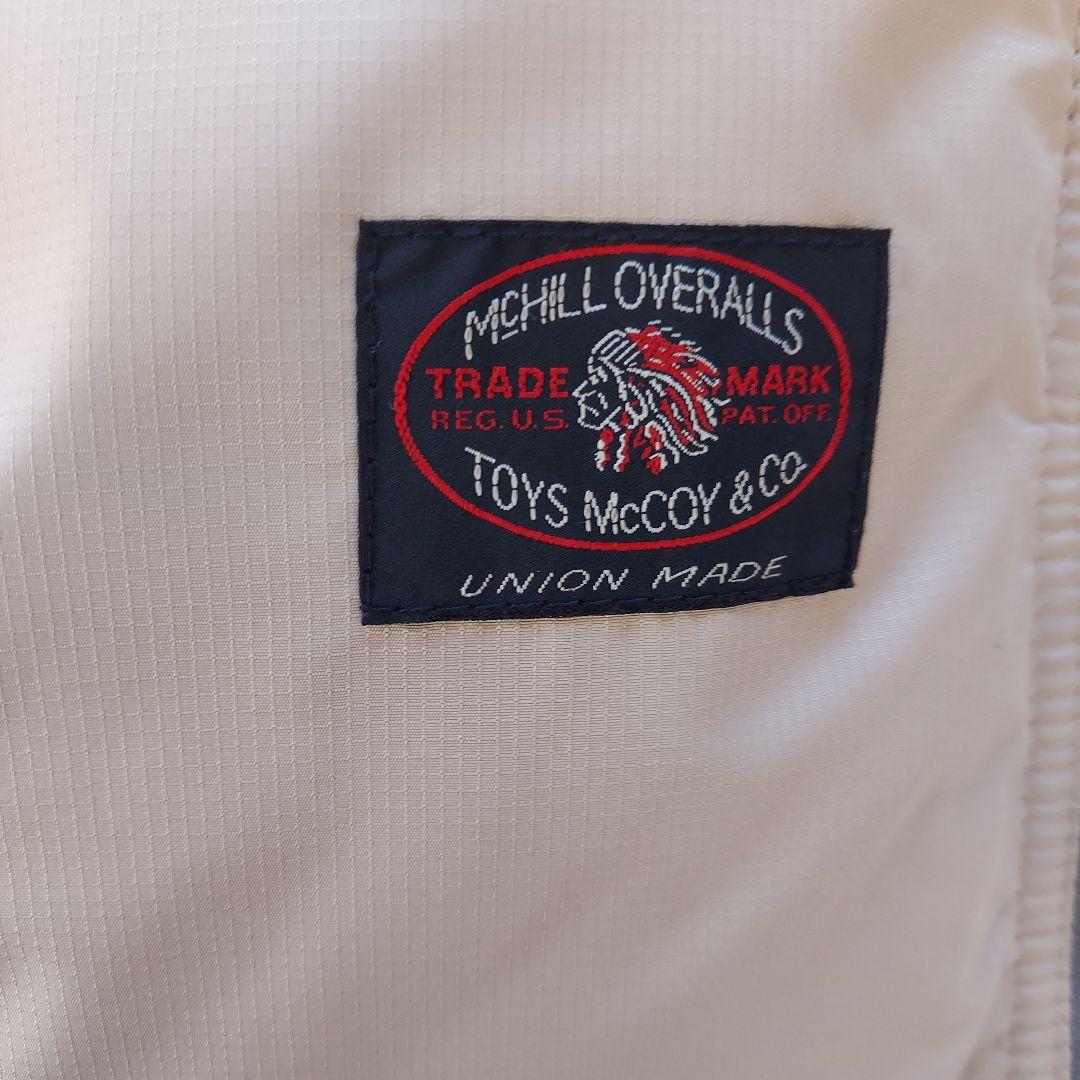 McHILL OVERALLS
TRADE MARK
REG. U.S. PAT. OFF.
TOYS McCOY & Co.
UNION MADE